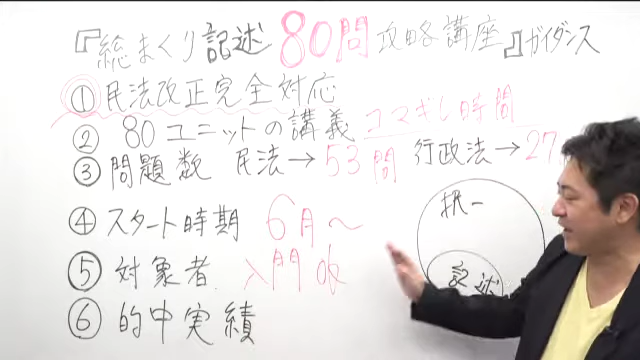 『総まくり記述80問攻略講座』ガイダンス
① 民法改正完全対応
② 80ユニットの講義 コマギレ時間
③ 問題数 民法→53問 行政法→27
④ スタート時期 6月～
⑤ 対象者 入門ok
⑥ 的中実績
択一
記述